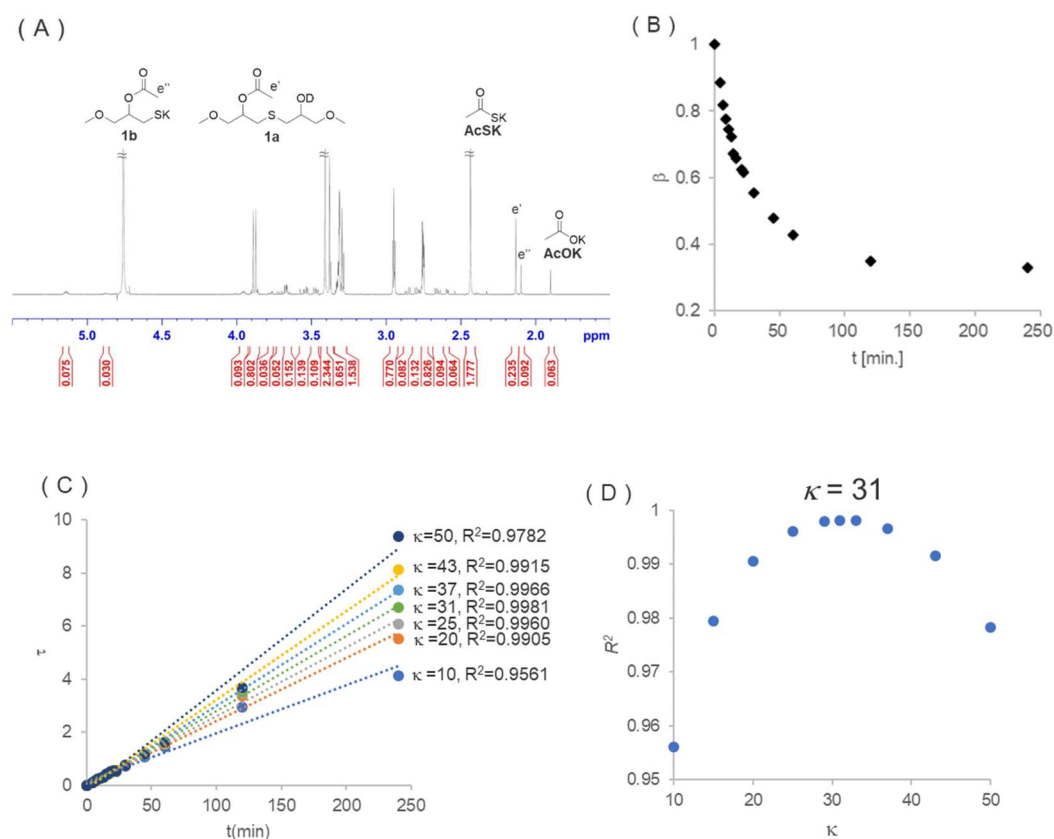 ( A )
O
e''
O
O
SK
1b
O
e'
O
OD
O
S
O
1a
O
SK
AcSK
e'
e''
O
OK
AcOK
5.0 4.5 4.0 3.5 3.0 2.5 2.0 ppm
0.075 0.030 0.093 0.802 0.036 0.052 0.152 0.139 0.109 2.344 0.651 1.538 0.770 0.082 0.132 0.826 0.094 0.064 1.777 0.235 0.092 0.063
( B )
1
0.8
0.6
0.4
0.2
β
0 50 100 150 200 250
t [min.]
( C )
10
8
6
4
2
0
τ
κ=50, R²=0.9782
κ=43, R²=0.9915
κ=37, R²=0.9966
κ=31, R²=0.9981
κ=25, R²=0.9960
κ=20, R²=0.9905
κ=10, R²=0.9561
0 50 100 150 200 250
t(min)
( D )
κ = 31
1
0.99
0.98
0.97
0.96
0.95
R²
10 20 30 40 50
κ